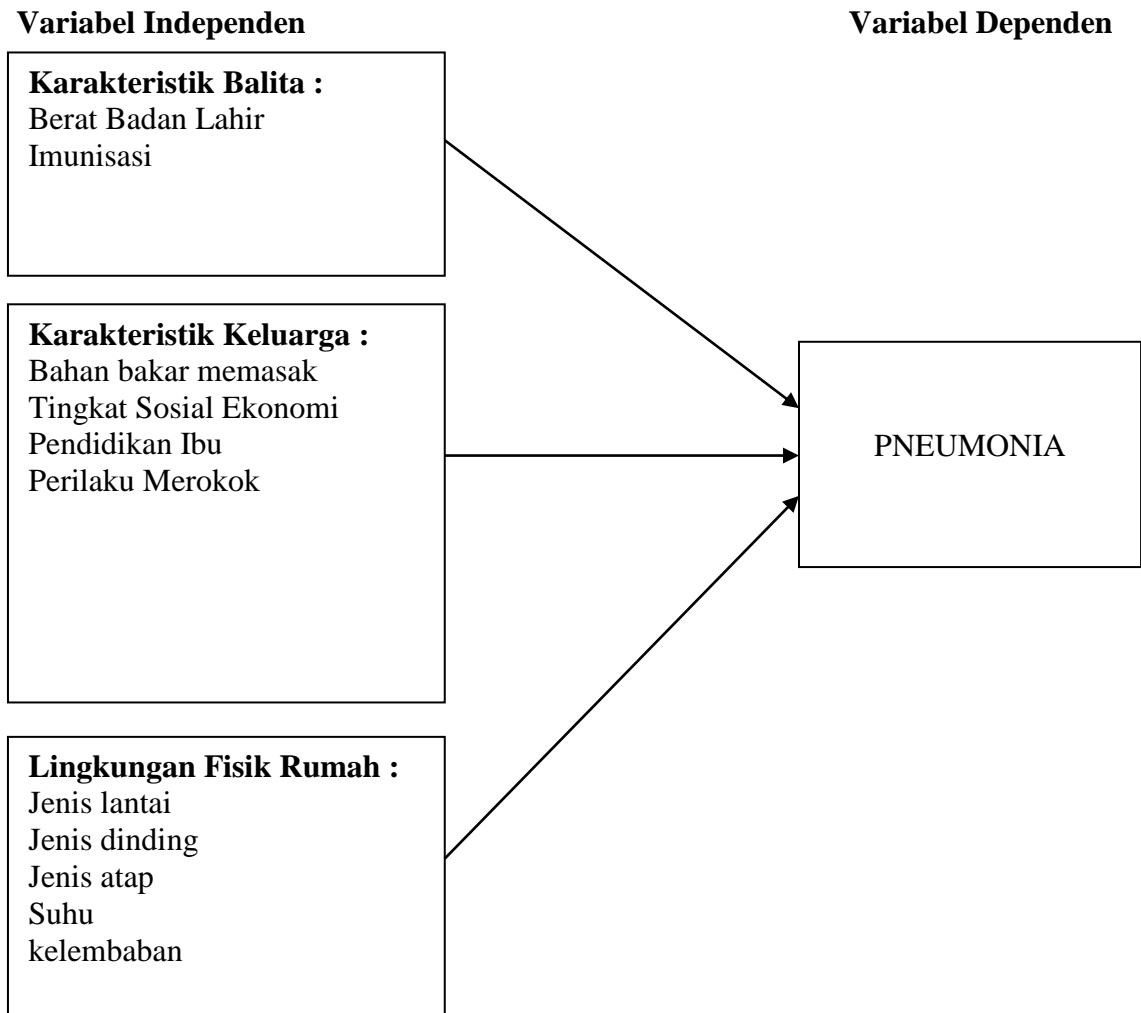 Variabel Independen
Variabel Dependen
Karakteristik Balita :
Berat Badan Lahir
Imunisasi
Karakteristik Keluarga :
Bahan bakar memasak
Tingkat Sosial Ekonomi
Pendidikan Ibu
Perilaku Merokok
PNEUMONIA
Lingkungan Fisik Rumah :
Jenis lantai
Jenis dinding
Jenis atap
Suhu
kelembaban